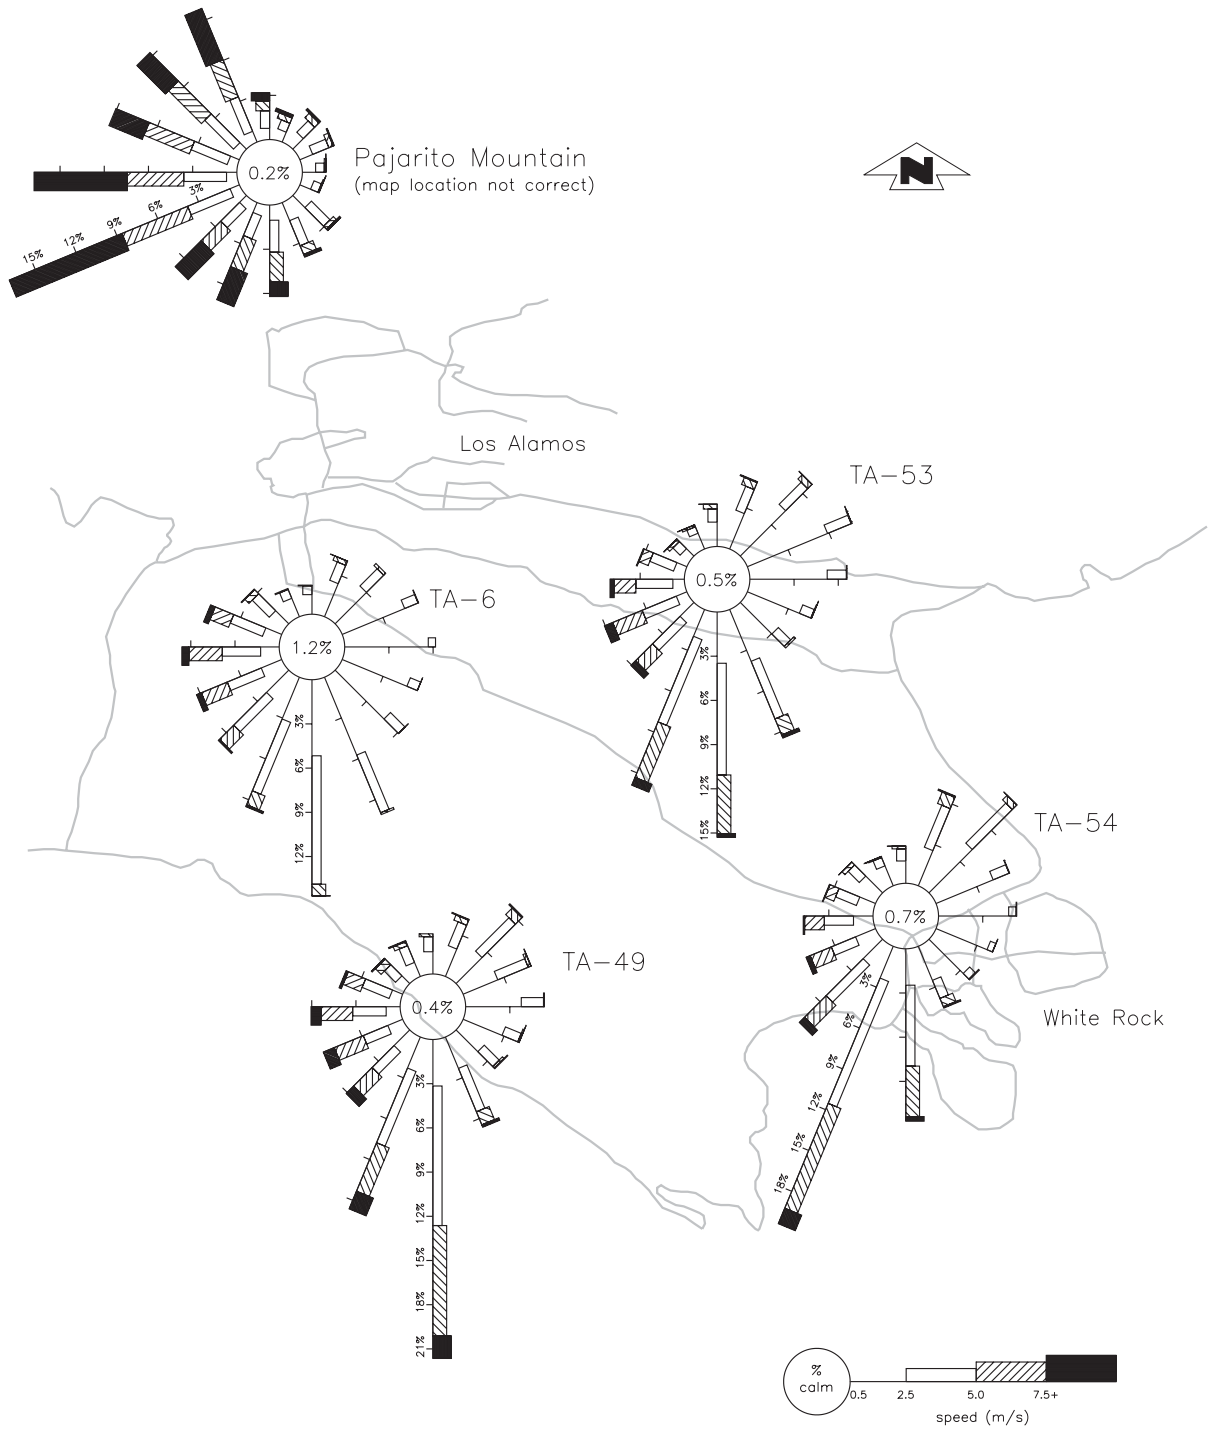 0.2%
Pajarito Mountain
(map location not correct)
N
3%
6%
9%
12%
15%
Los Alamos
TA-53
0.5%
3%
6%
9%
12%
15%
TA-6
1.2%
3%
6%
9%
12%
TA-54
0.7%
3%
6%
9%
12%
15%
18%
TA-49
0.4%
3%
6%
9%
12%
15%
18%
21%
White Rock
%
calm
0.5 2.5 5.0 7.5+
speed (m/s)